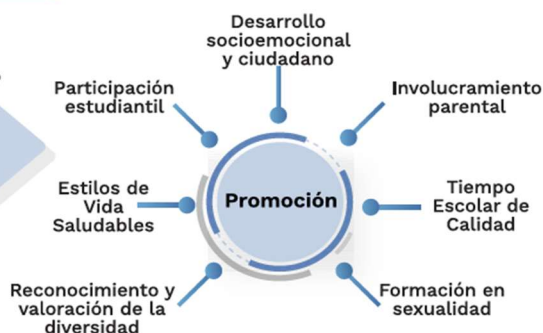 Desarrollo
socioemocional
y ciudadano
Participación
estudiantil
Involucramiento
parental
Estilos de
Vida
Saludables
Promoción
Tiempo
Escolar de
Calidad
Reconocimiento y
valoración de la
diversidad
Formación en
sexualidad